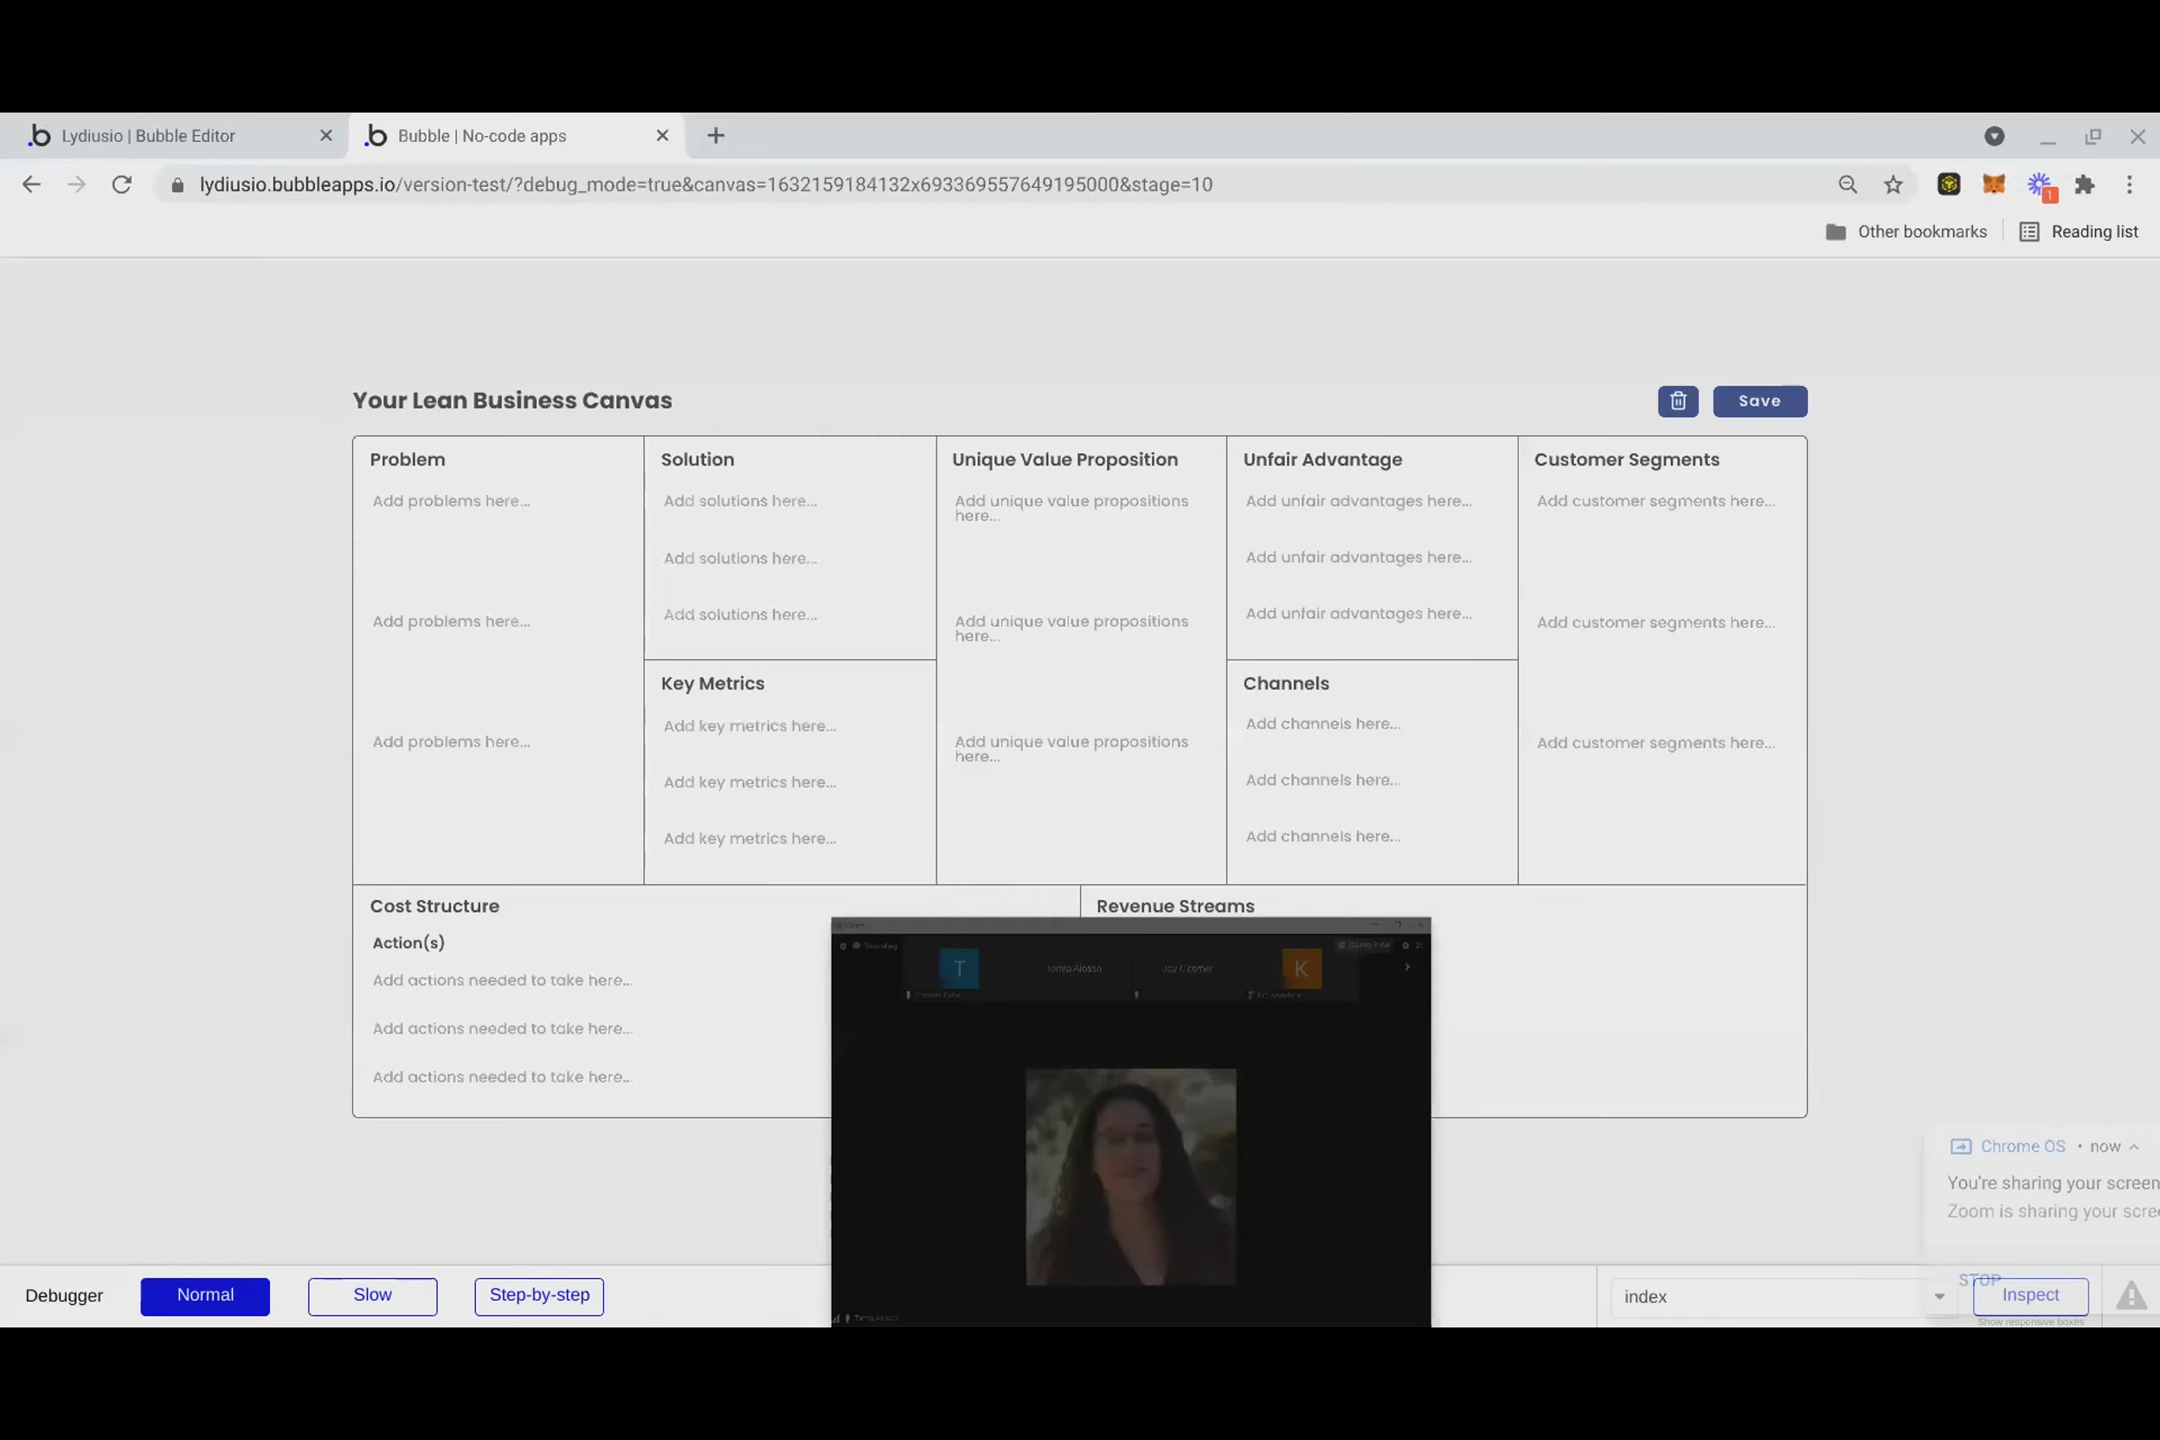 Lydiusio | Bubble Editor
Bubble | No-code apps
lydiusio.bubbleapps.io/version-test/?debug_mode=true&canvas=1632159184132x693369557649195000&stage=10
1
Other bookmarks
Reading list
Your Lean Business Canvas
Save
Problem
Add problems here...
Add problems here...
Add problems here...
Solution
Add solutions here...
Add solutions here...
Add solutions here...
Key Metrics
Add key metrics here...
Add key metrics here...
Add key metrics here...
Unique Value Proposition
Add unique value propositions
here...
Add unique value propositions
here...
Add unique value propositions
here...
Unfair Advantage
Add unfair advantages here...
Add unfair advantages here...
Add unfair advantages here...
Channels
Add channels here...
Add channels here...
Add channels here...
Customer Segments
Add customer segments here...
Add customer segments here...
Add customer segments here...
Cost Structure
Action(s)
Add actions needed to take here...
Add actions needed to take here...
Add actions needed to take here...
Revenue Streams
Recording
T
K
Chrome OS • now
You're sharing your screen
Zoom is sharing your
STOP
Debugger
Normal
Slow
Step-by-step
index
Inspect
Show responsive boxes